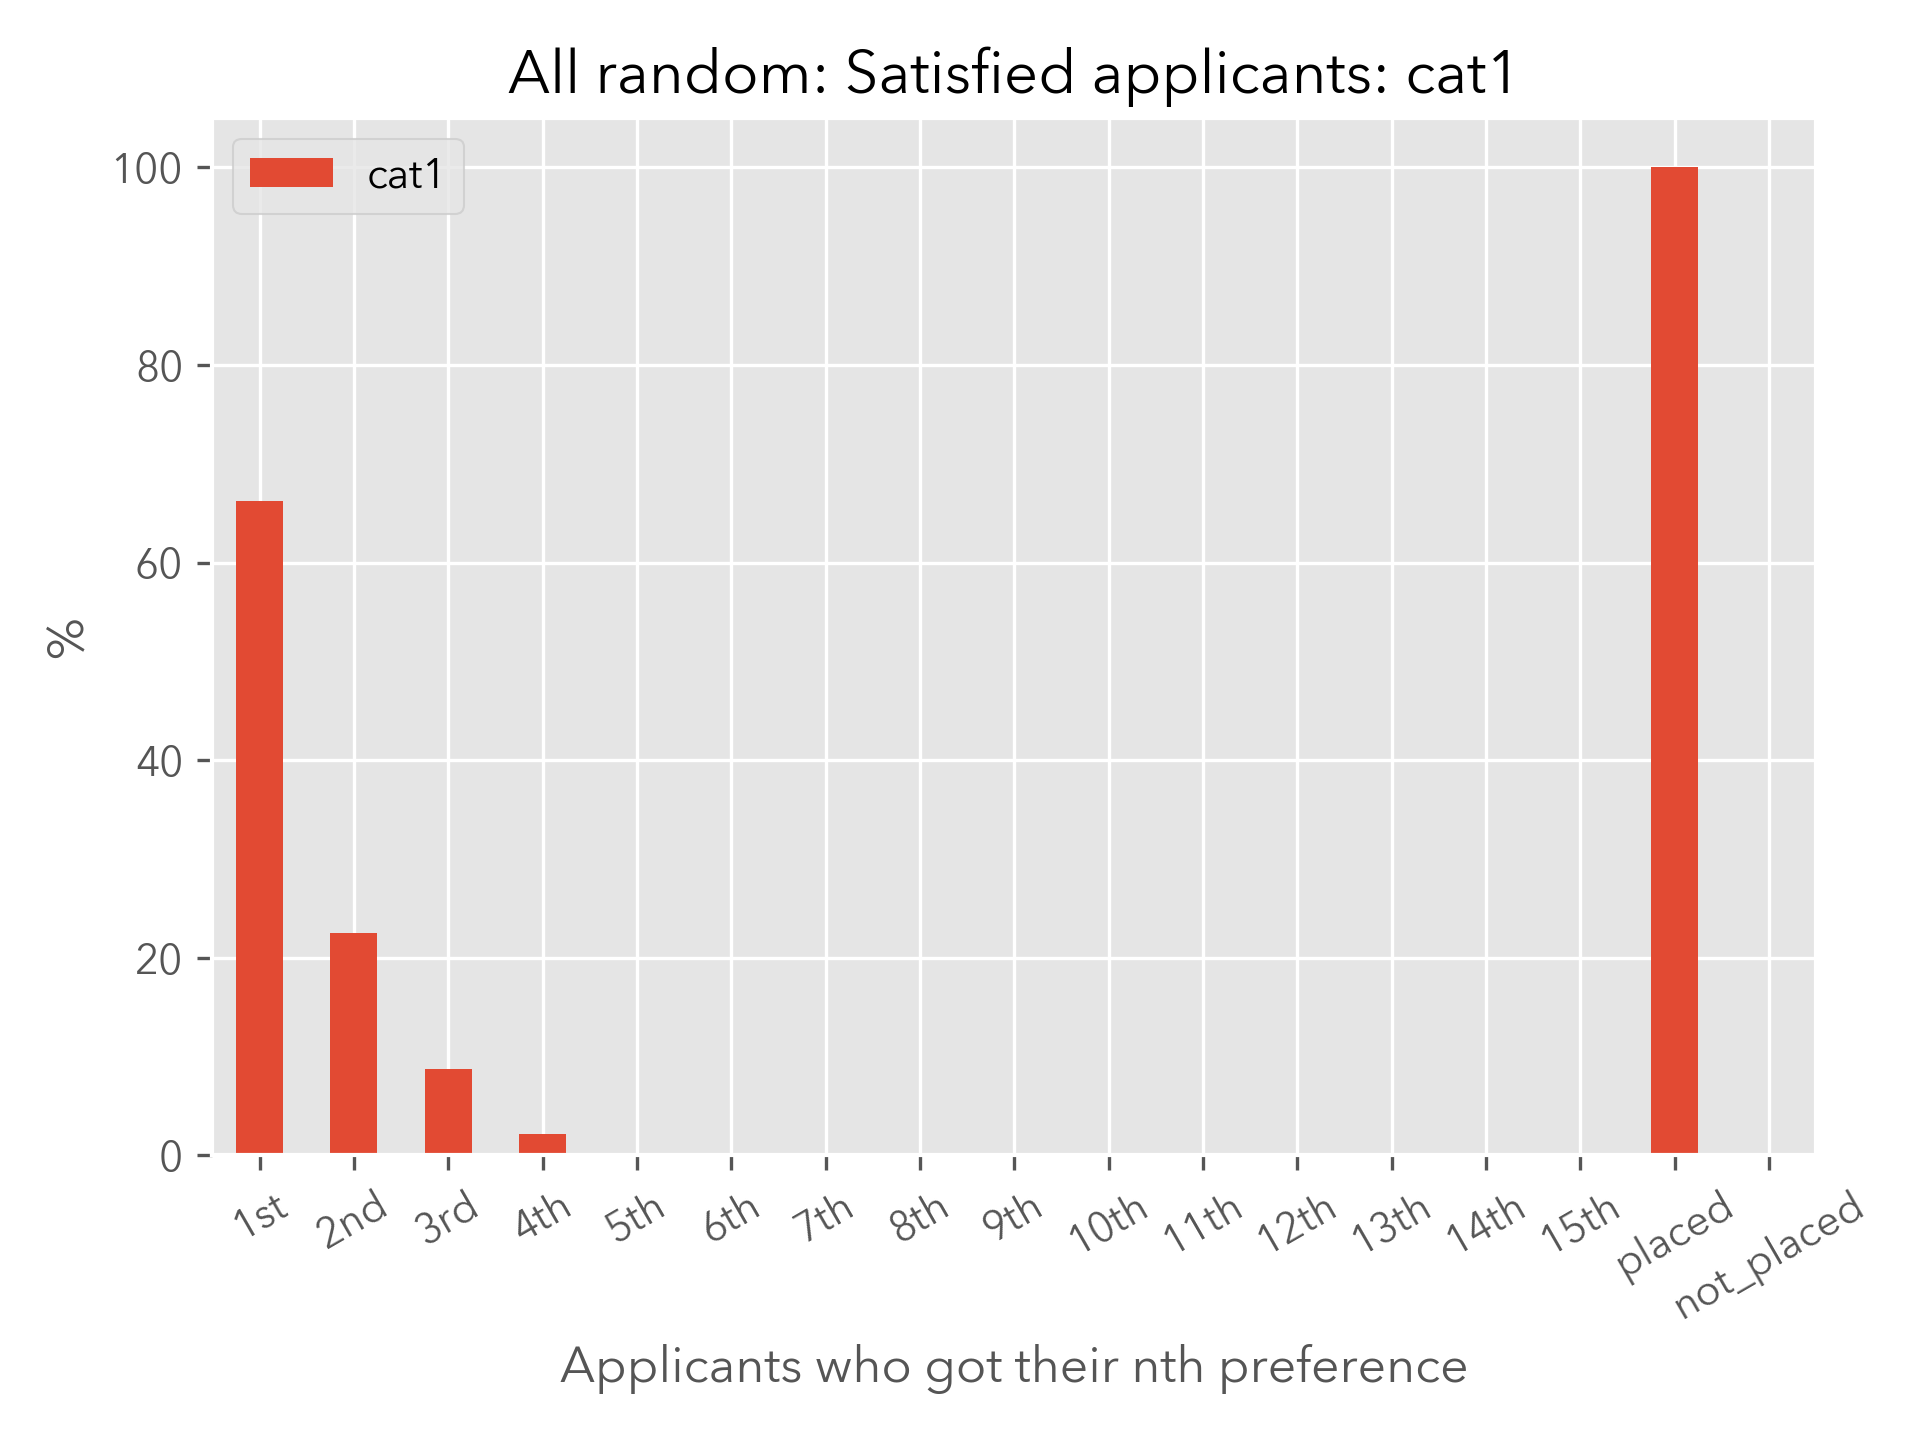 All random: Satisfied applicants: cat1
cat1
100
80
60
40
20
0
%
1st 2nd 3rd 4th 5th 6th 7th 8th 9th 10th 11th 12th 13th 14th 15th placed not_placed
Applicants who got their nth preference